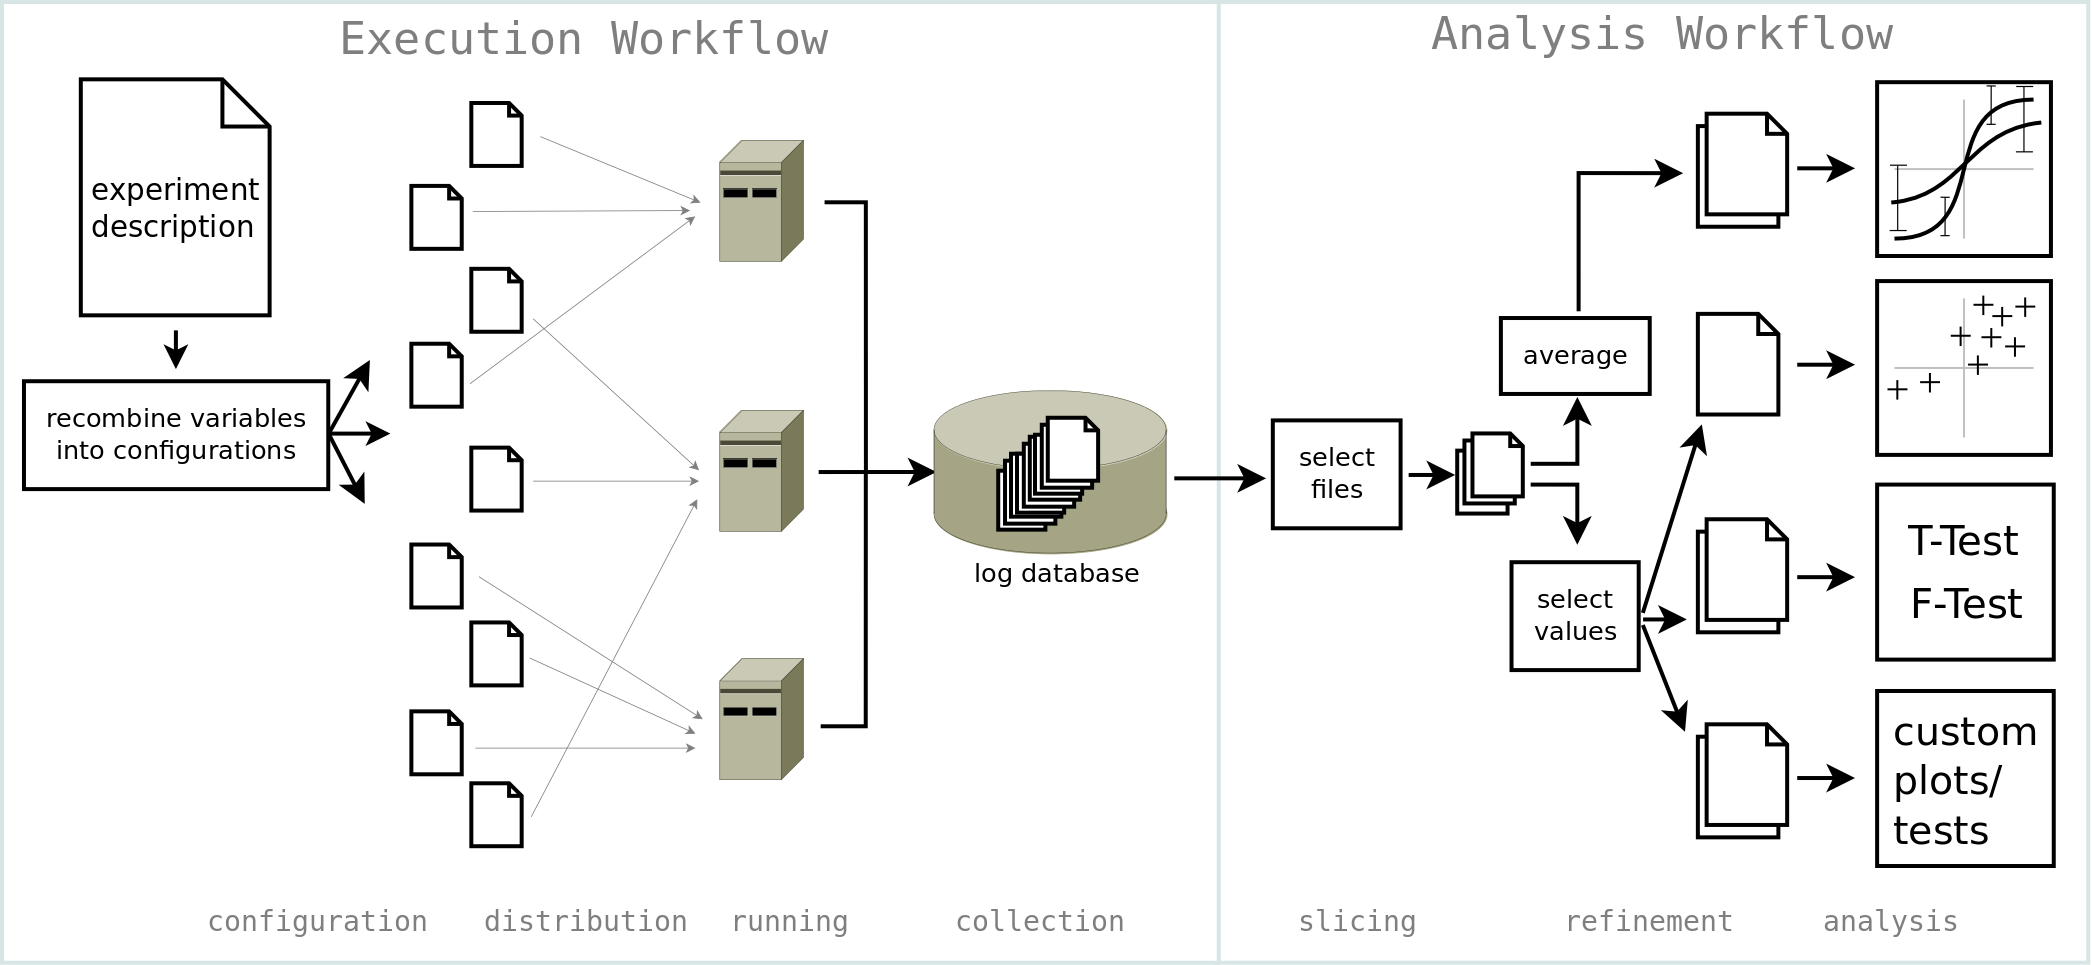 Execution Workflow
experiment
description
recombine variables
into configurations
log database
configuration
distribution
running
collection
Analysis Workflow
select
files
average
select
values
T-Test
F-Test
custom
plots/
tests
slicing
refinement
analysis